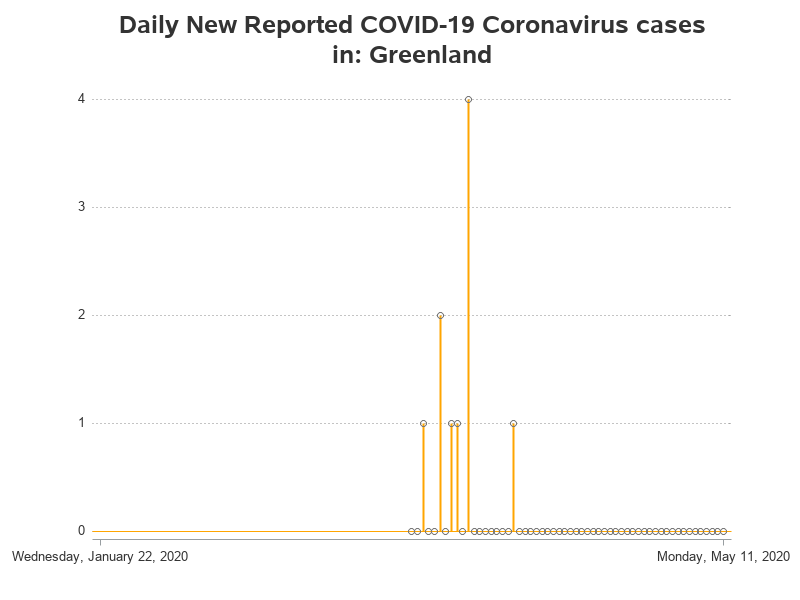 Daily New Reported COVID-19 Coronavirus cases
in: Greenland
4
3
2
1
0
Wednesday, January 22, 2020
Monday, May 11, 2020